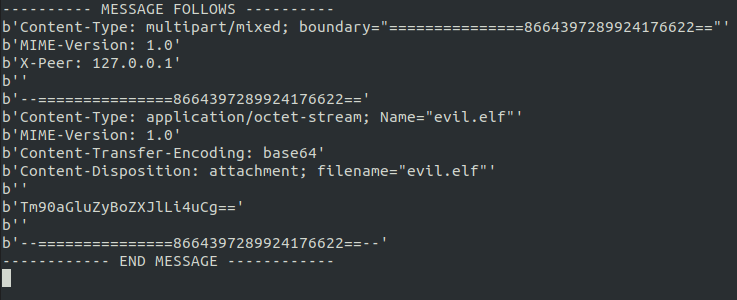 ---------- MESSAGE FOLLOWS ----------
b'Content-Type: multipart/mixed; boundary="===============8664397289924176622=="'
b'MIME-Version: 1.0'
b'X-Peer: 127.0.0.1'
b''
b'--===============8664397289924176622=='
b'Content-Type: application/octet-stream; Name="evil.elf"'
b'MIME-Version: 1.0'
b'Content-Transfer-Encoding: base64'
b'Content-Disposition: attachment; filename="evil.elf"'
b''
b'Tm90aGluZyBoZXJlLi4uCg=='
b''
b'--===============8664397289924176622==--'
------------ END MESSAGE ------------